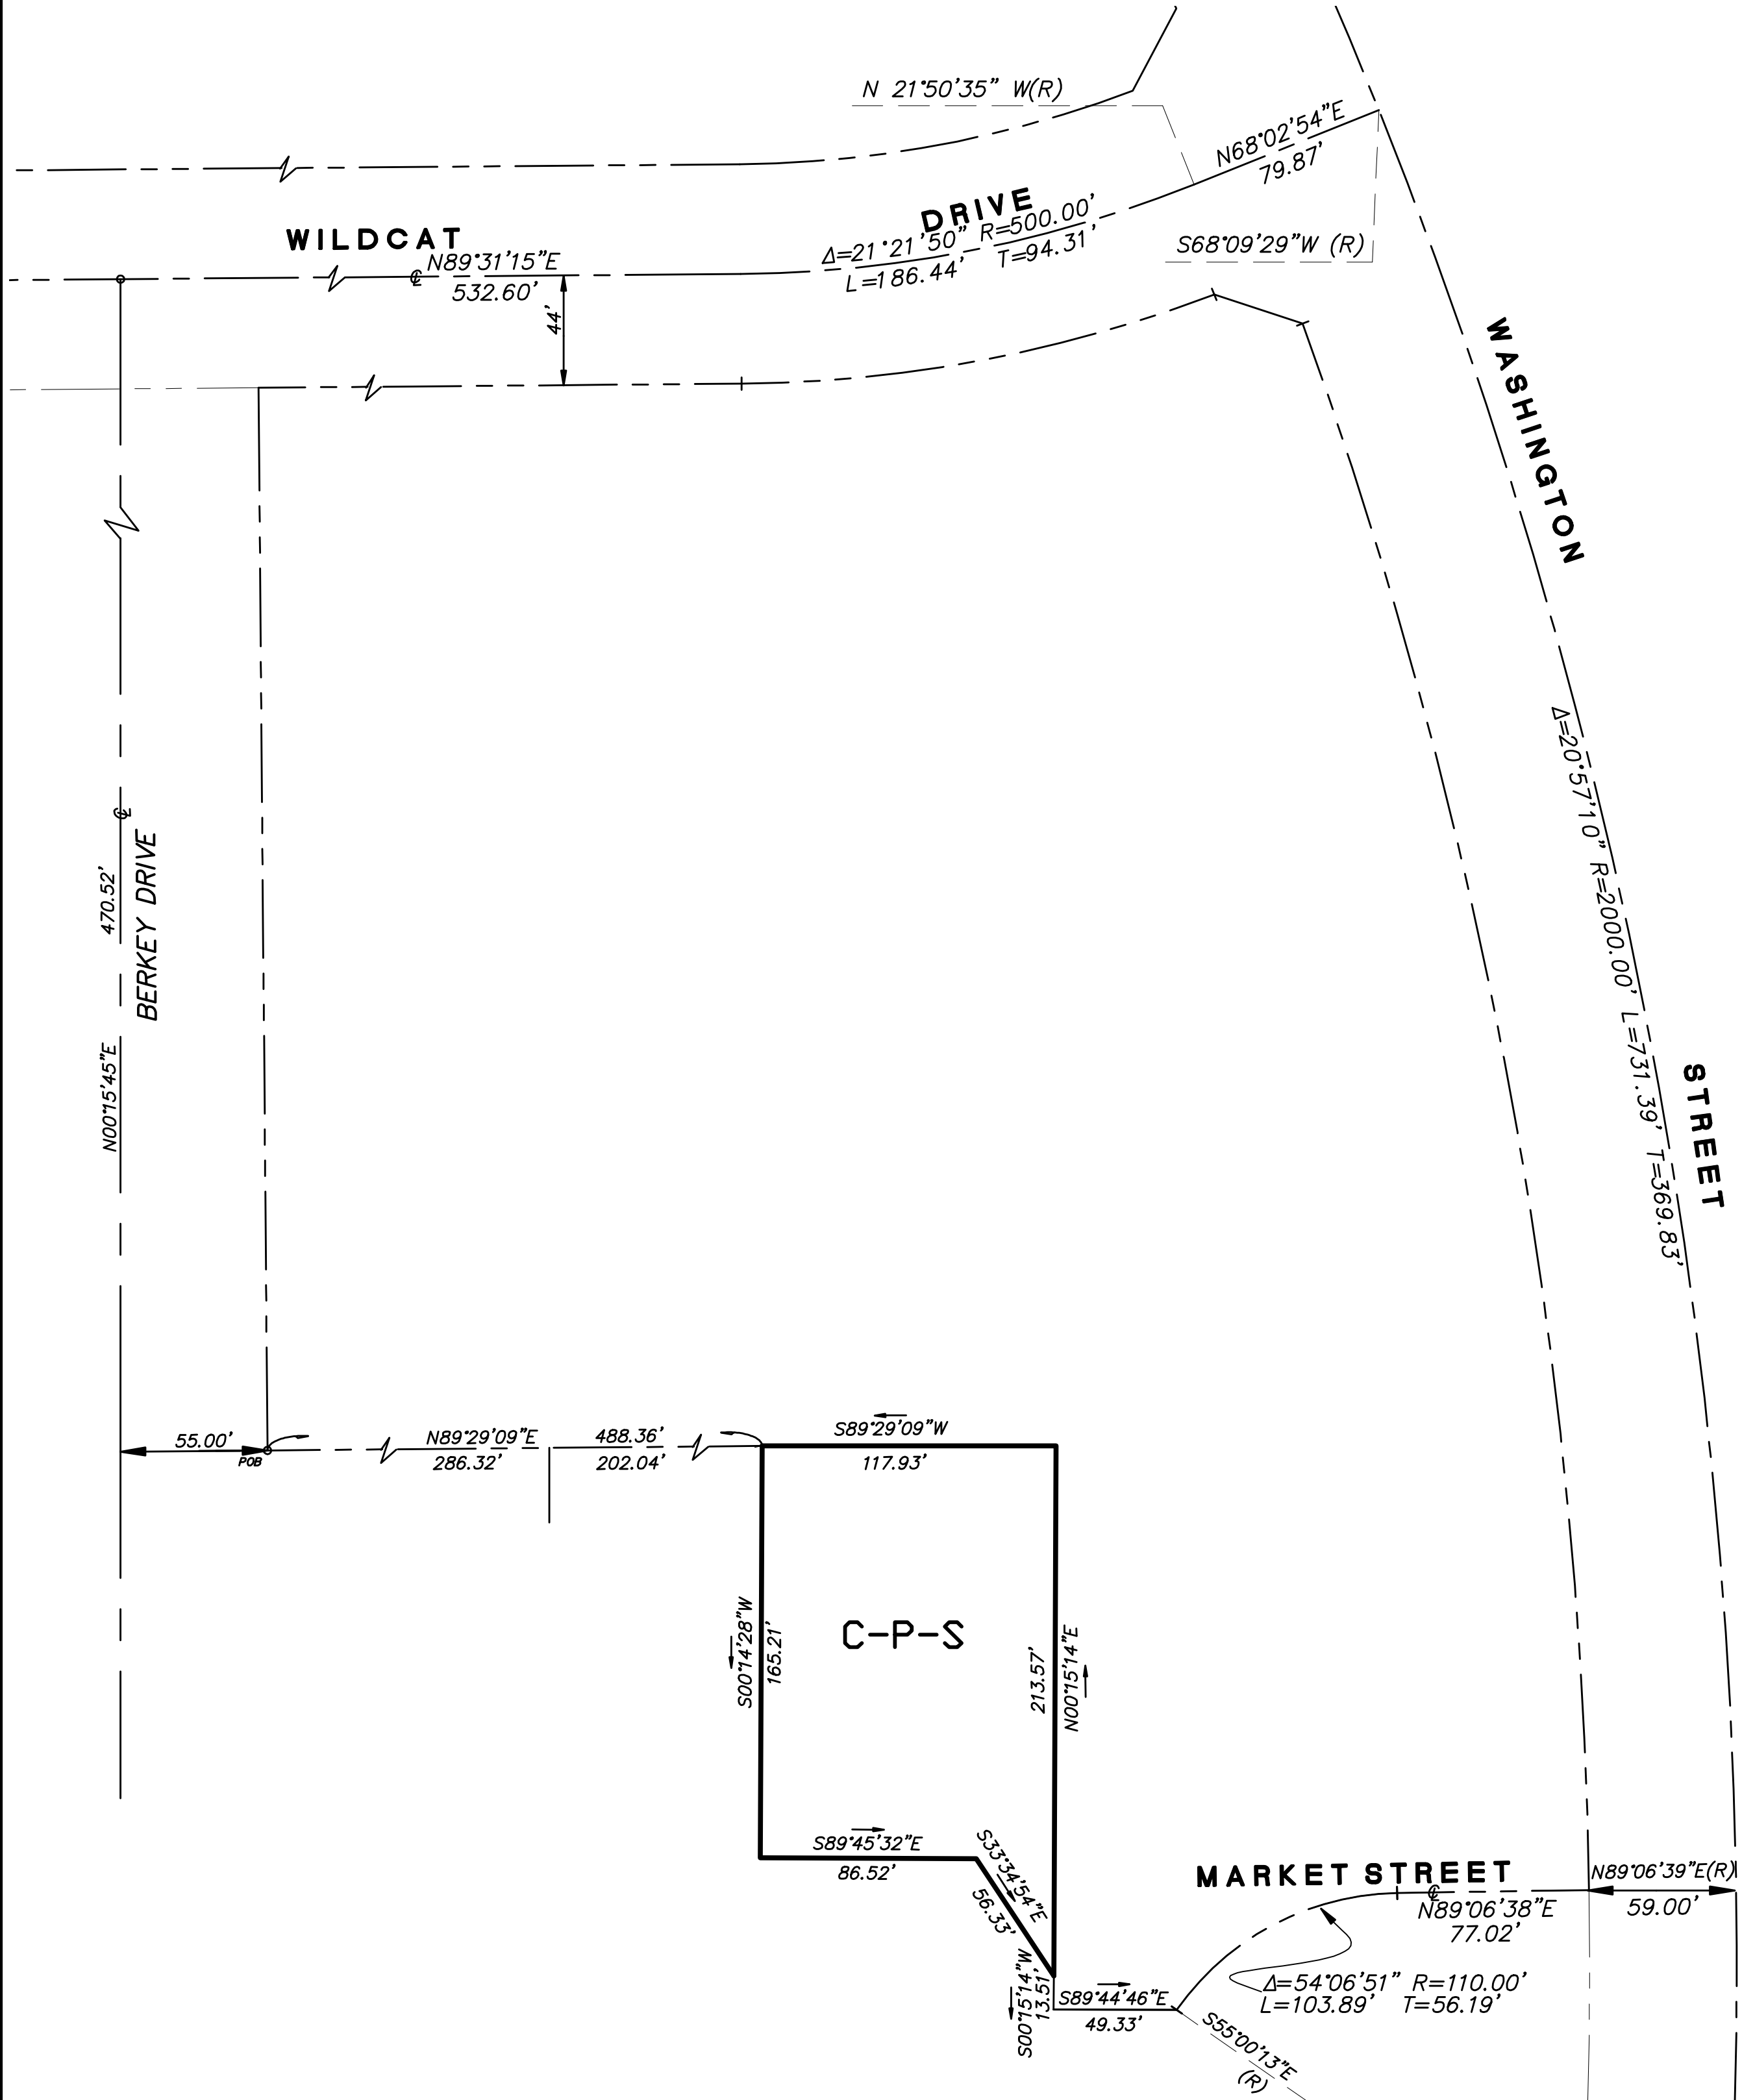 N 21°50'35" W(R)
N68°02'54"E
79.87'
WILDCAT
DRIVE
Δ=21°21'50" R=500.00'
L=186.44' T=94.31'
S68°09'29"W (R)
℄ N89°31'15"E
532.60'
44'
WASHINGTON
STREET
Δ=20°57'10" R=2000.00' L=731.39' T=369.83'
℄
470.52'
BERKEY DRIVE
N00°15'45"E
55.00'
POB
N89°29'09"E
488.36'
286.32'
202.04'
S89°29'09"W
117.93'
S00°14'28"W
165.21'
C-P-S
213.57'
N00°15'14"E
S89°45'32"E
86.52'
S33°34'54"E
56.33'
S00°15'14"W
13.51'
S89°44'46"E
49.33'
MARKET STREET
℄
N89°06'38"E
77.02'
N89°06'39"E(R)
59.00'
Δ=54°06'51" R=110.00'
L=103.89' T=56.19'
S55°00'13"E
(R)